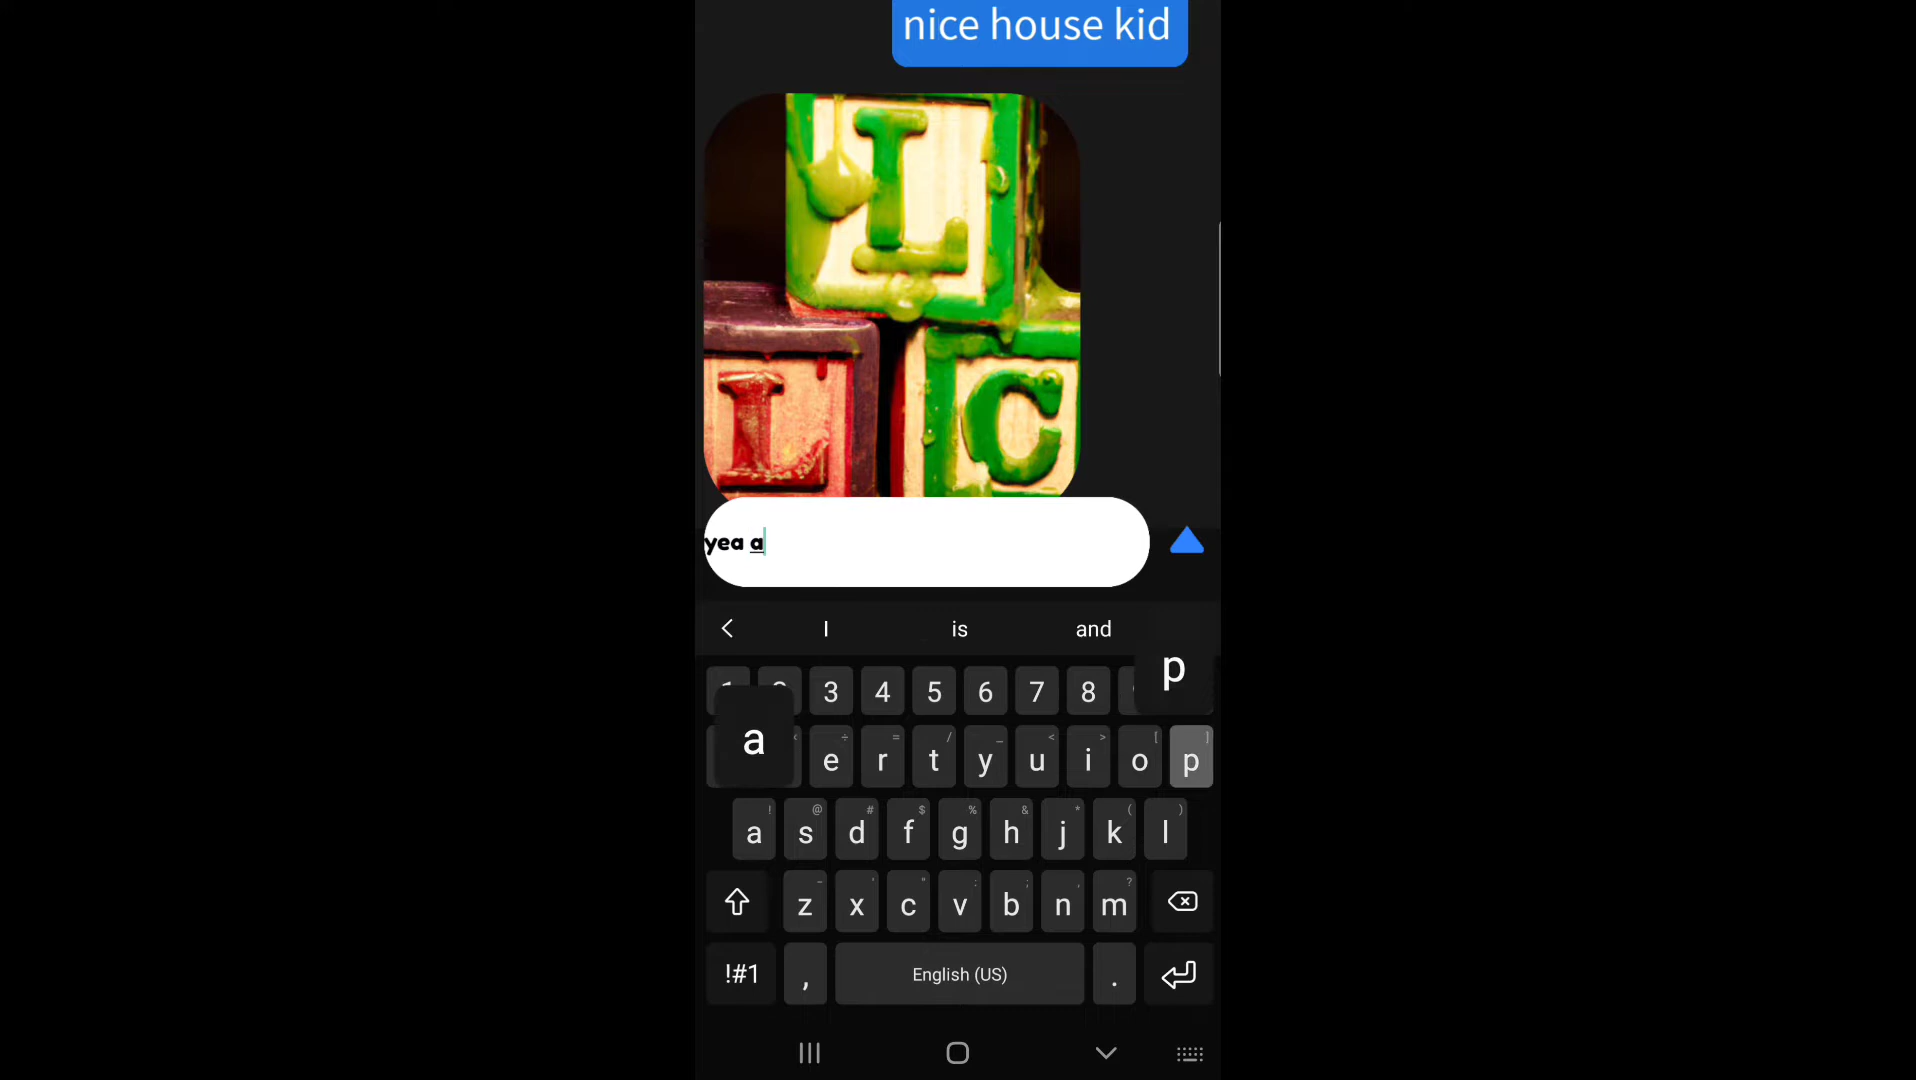 nice house kid
L
L C
yea a
I is and
p
3 4 5 6 7 8
a
e r t y u i o p
a s d f g h j k l
z x c v b n m
!#1 , English (US) .